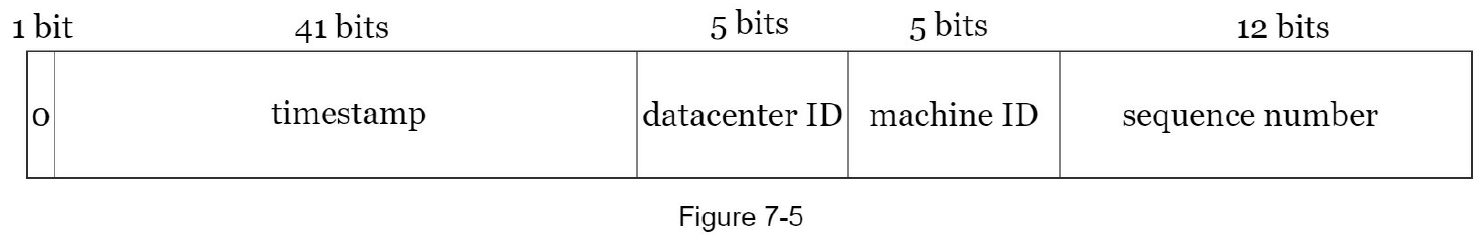 1 bit 41 bits 5 bits 5 bits 12 bits
0 timestamp datacenter ID machine ID sequence number
Figure 7-5